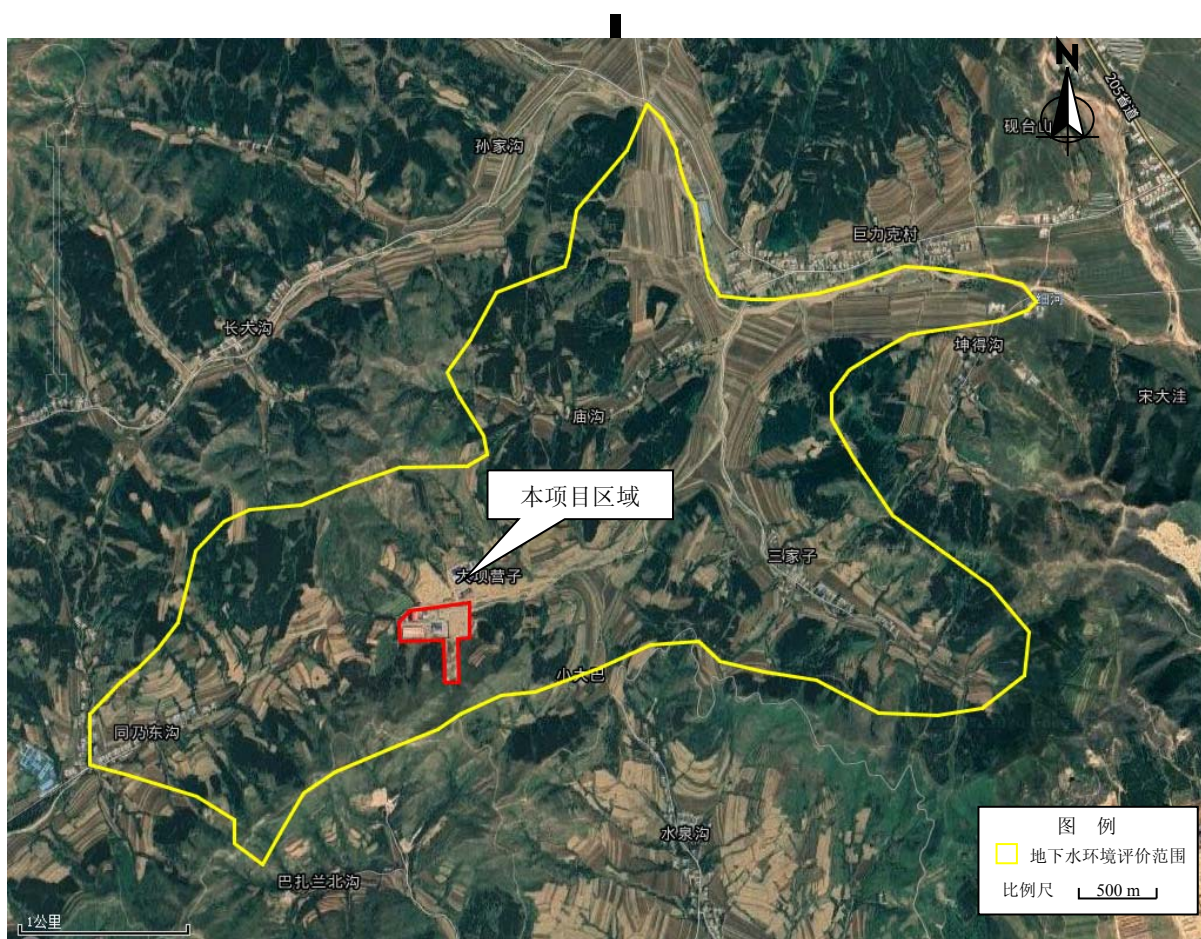 N
205省道
砚台山
孙家沟
巨力克村
细河
长大沟
坤得沟
宋大洼
庙沟
本项目区域
三家子
大坝营子
小大巴
同乃东沟
水泉沟
巴扎兰北沟
图 例
地下水环境评价范围
比例尺 500 m
1公里